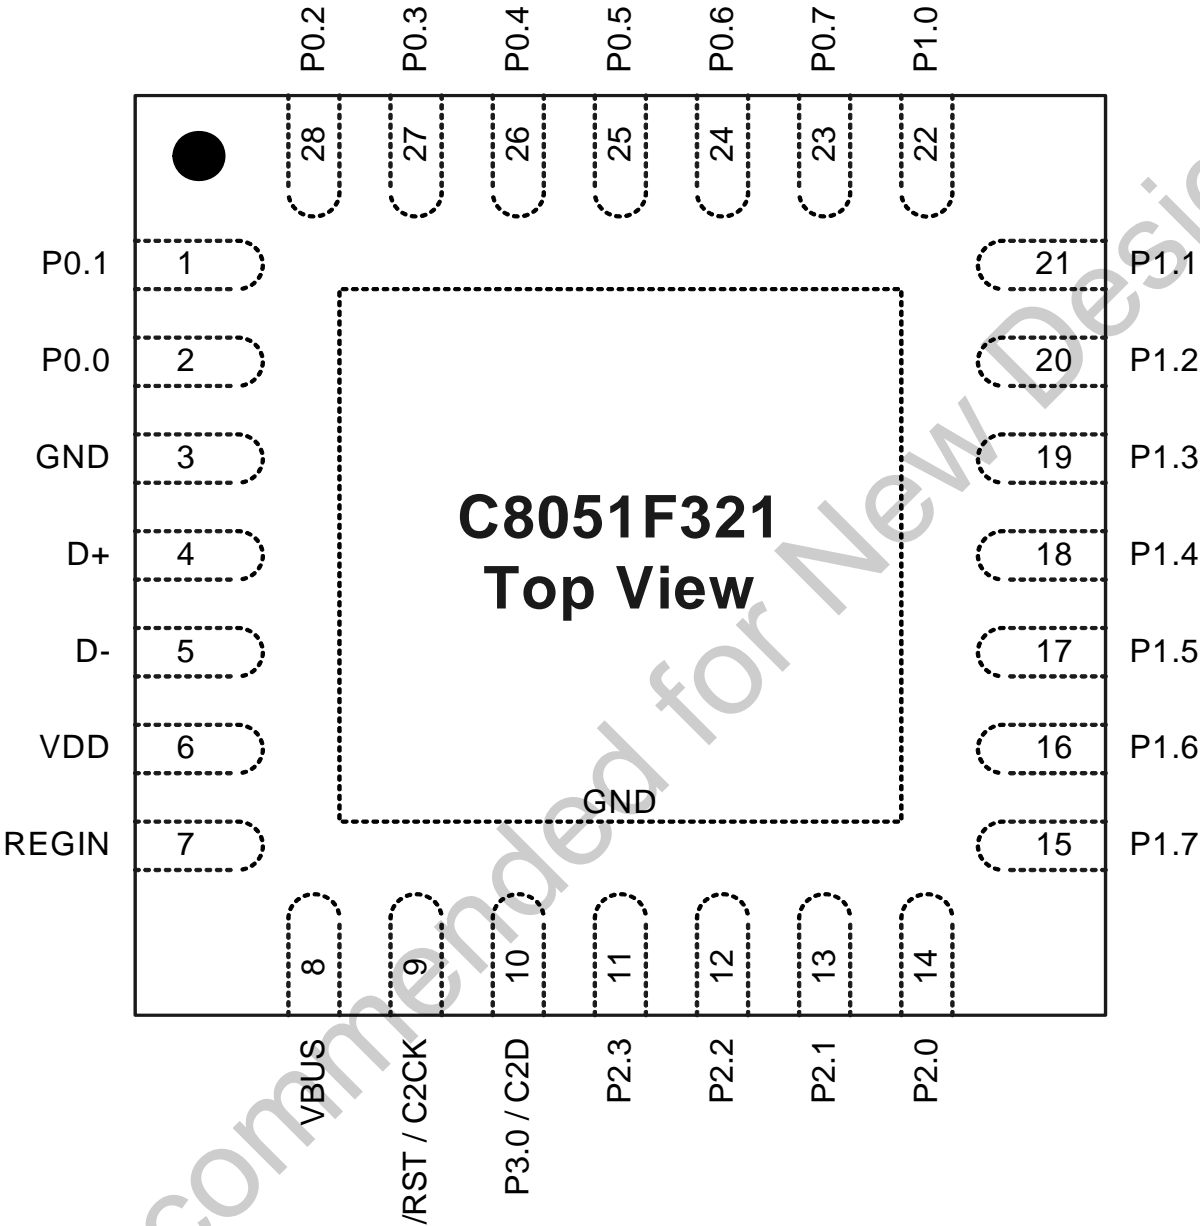 P0.2
P0.3
P0.4
P0.5
P0.6
P0.7
P1.0
28
27
26
25
24
23
22
P0.1 1
P0.0 2
GND 3
D+ 4
D- 5
VDD 6
REGIN 7
21 P1.1
20 P1.2
19 P1.3
18 P1.4
17 P1.5
16 P1.6
15 P1.7
C8051F321
Top View
GND
8
9
10
11
12
13
14
VBUS
/RST / C2CK
P3.0 / C2D
P2.3
P2.2
P2.1
P2.0
commended for New Desig